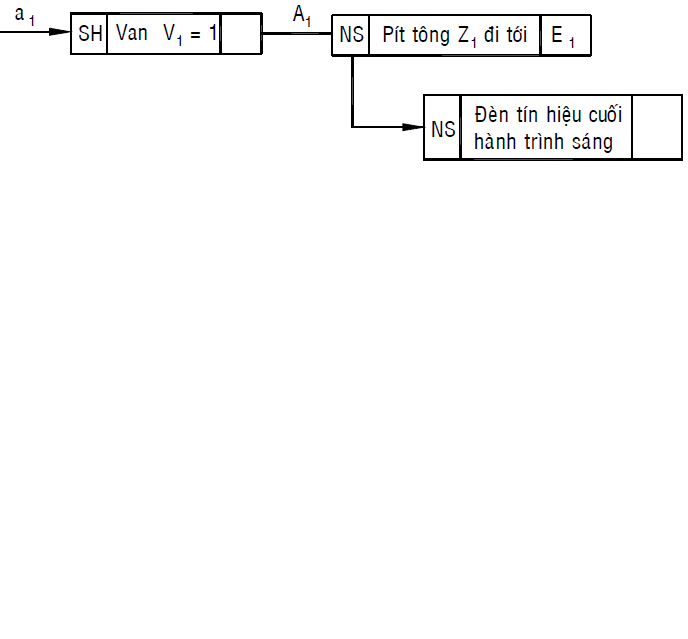 a1
SH Van V1 = 1
A1
NS Pít tông Z1 đi tới E1
NS Đèn tín hiệu cuối
hành trình sáng